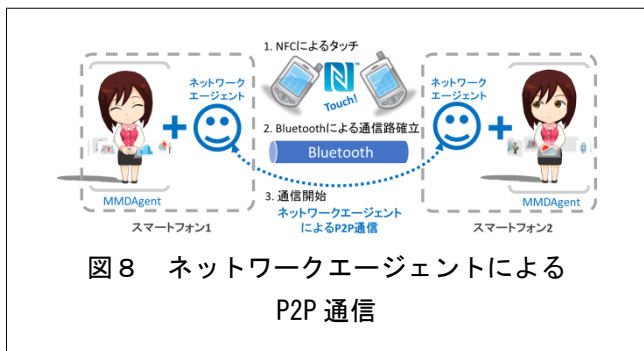 1. NFCによるタッチ
ネットワーク
エージェント
Touch!
ネットワーク
エージェント
2. Bluetoothによる通信路確立
Bluetooth
3. 通信開始
ネットワークエージェント
によるP2P通信
MMDAgent
MMDAgent
スマートフォン1
スマートフォン2
図8 ネットワークエージェントによる
P2P 通信